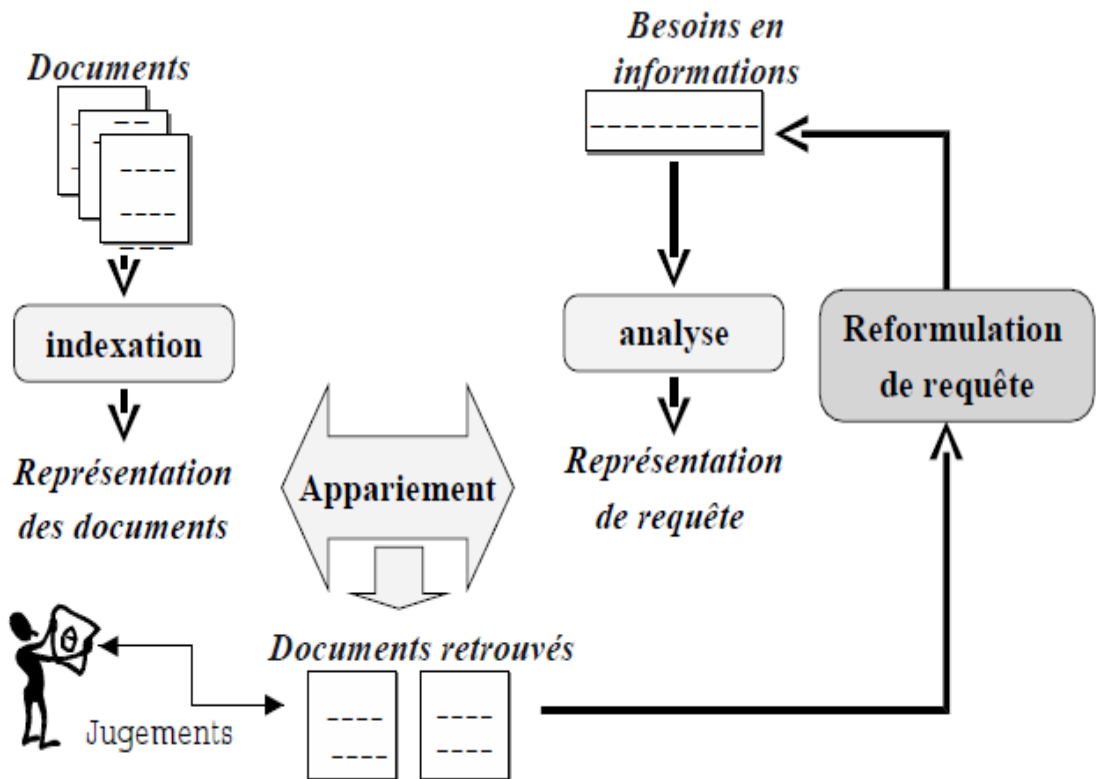 Documents
Besoins en
informations
indexation
analyse
Reformulation
de requête
Représentation
des documents
Appariement
Représentation
de requête
Documents retrouvés
Jugements